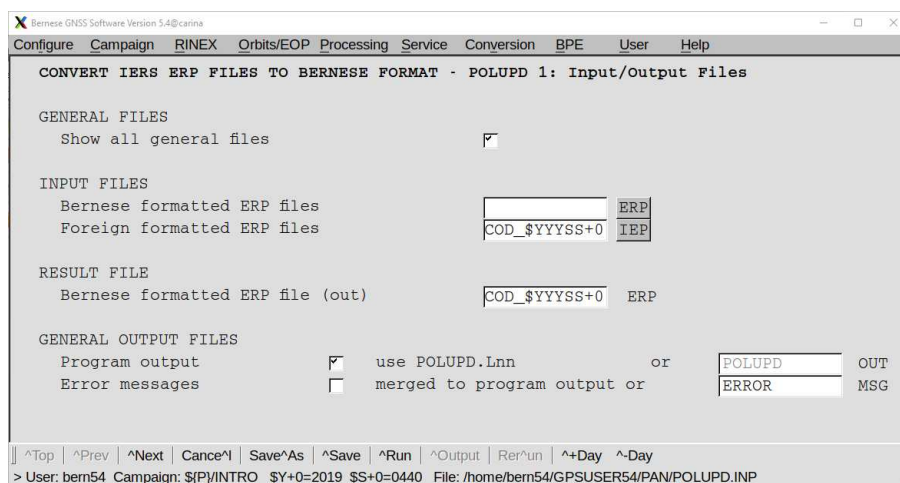 Bernese GNSS Software Version 5.4@carina
Configure Campaign RINEX Orbits/EOP Processing Service Conversion BPE User Help
CONVERT IERS ERP FILES TO BERNESE FORMAT - POLUPD 1: Input/Output Files
GENERAL FILES
Show all general files
INPUT FILES
Bernese formatted ERP files ERP
Foreign formatted ERP files COD_$YYYSS+0 IEP
RESULT FILE
Bernese formatted ERP file (out) COD_$YYYSS+0 ERP
GENERAL OUTPUT FILES
Program output use POLUPD.Lnn or POLUPD OUT
Error messages merged to program output or ERROR MSG
^Top | ^Prev | ^Next | Cance^l | Save^As | ^Save | ^Run | ^Output | Rer^un | ^+Day ^-Day
> User: bern54 Campaign: ${P}/INTRO $Y+0=2019 $S+0=0440 File: /home/bern54/GPSUSER54/PAN/POLUPD.INP